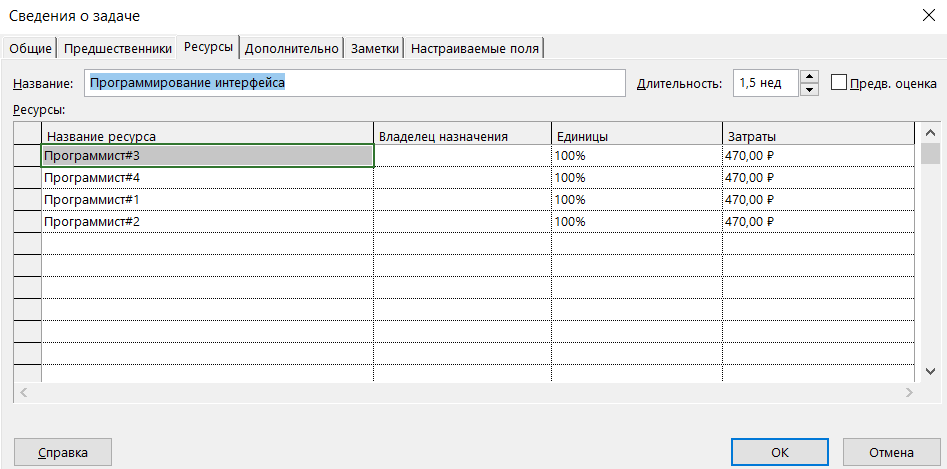 Сведения о задаче
Общие Предшественники Ресурсы Дополнительно Заметки Настраиваемые поля
Название: Программирование интерфейса Длительность: 1,5 нед Предв. оценка
Ресурсы:
Название ресурса Владелец назначения Единицы Затраты
Программист#3 100% 470,00 ₽
Программист#4 100% 470,00 ₽
Программист#1 100% 470,00 ₽
Программист#2 100% 470,00 ₽
Справка ОК Отмена